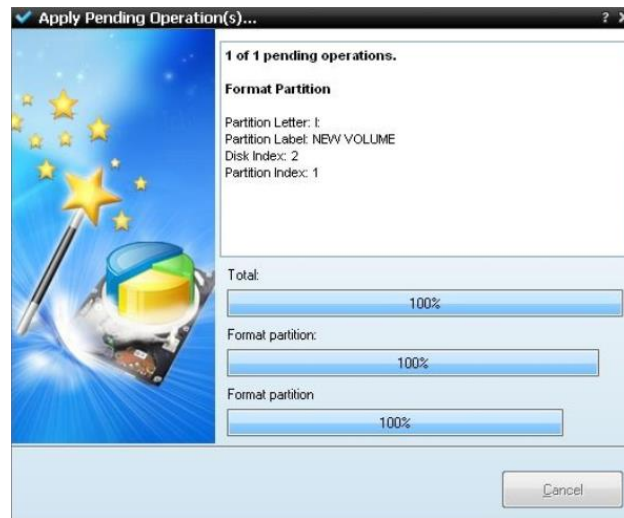 Apply Pending Operation(s)...
? X
1 of 1 pending operations.
Format Partition
Partition Letter: I:
Partition Label: NEW VOLUME
Disk Index: 2
Partition Index: 1
Total:
100%
Format partition:
100%
Format partition
100%
Cancel